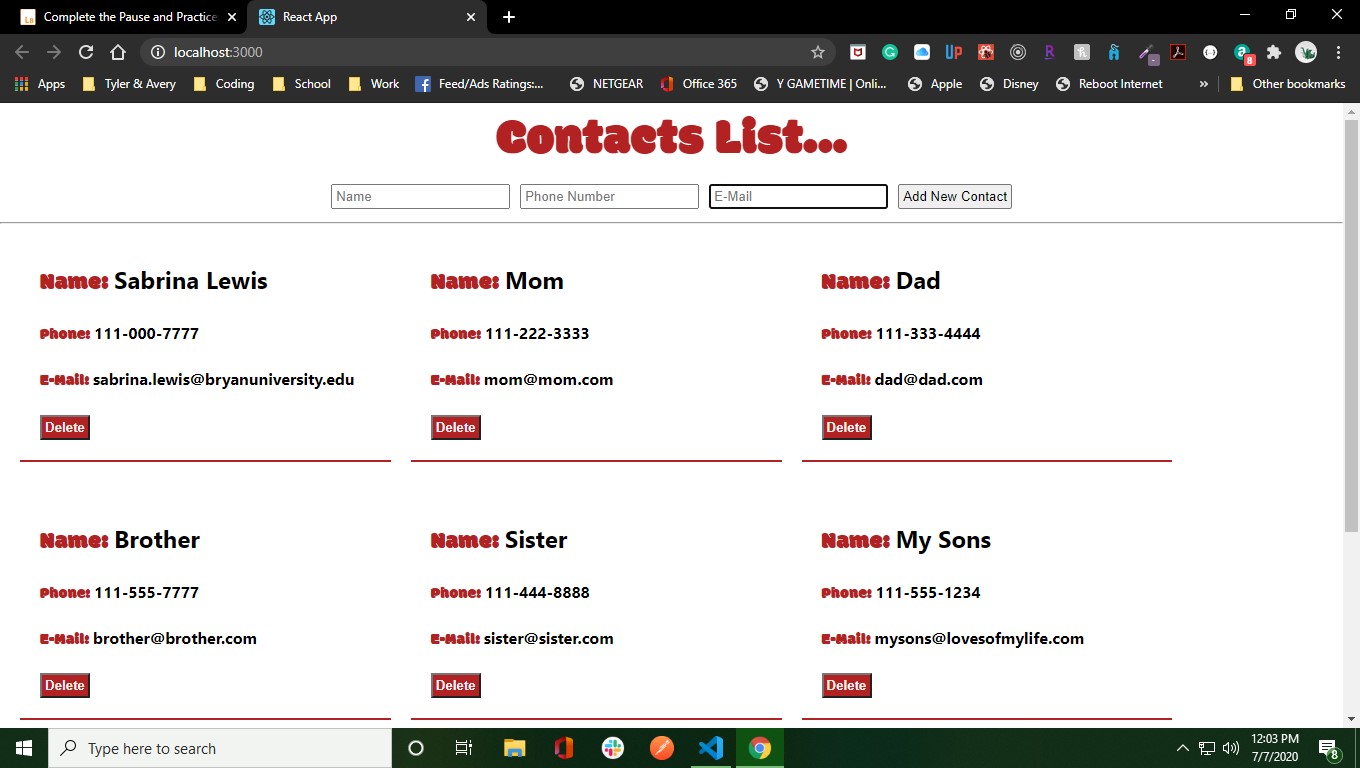 Complete the Pause and Practice
React App
localhost:3000
Apps Tyler & Avery Coding School Work Feed/Ads Ratings:... NETGEAR Office 365 Y GAMETIME | Onli... Apple Disney Reboot Internet » Other bookmarks
Contacts List...
Name Phone Number E-Mail Add New Contact
Name: Sabrina Lewis
Phone: 111-000-7777
E-Mail: sabrina.lewis@bryanuniversity.edu
Delete
Name: Mom
Phone: 111-222-3333
E-Mail: mom@mom.com
Delete
Name: Dad
Phone: 111-333-4444
E-Mail: dad@dad.com
Delete
Name: Brother
Phone: 111-555-7777
E-Mail: brother@brother.com
Delete
Name: Sister
Phone: 111-444-8888
E-Mail: sister@sister.com
Delete
Name: My Sons
Phone: 111-555-1234
E-Mail: mysons@lovesofmylife.com
Delete
Type here to search
12:03 PM
7/7/2020
8